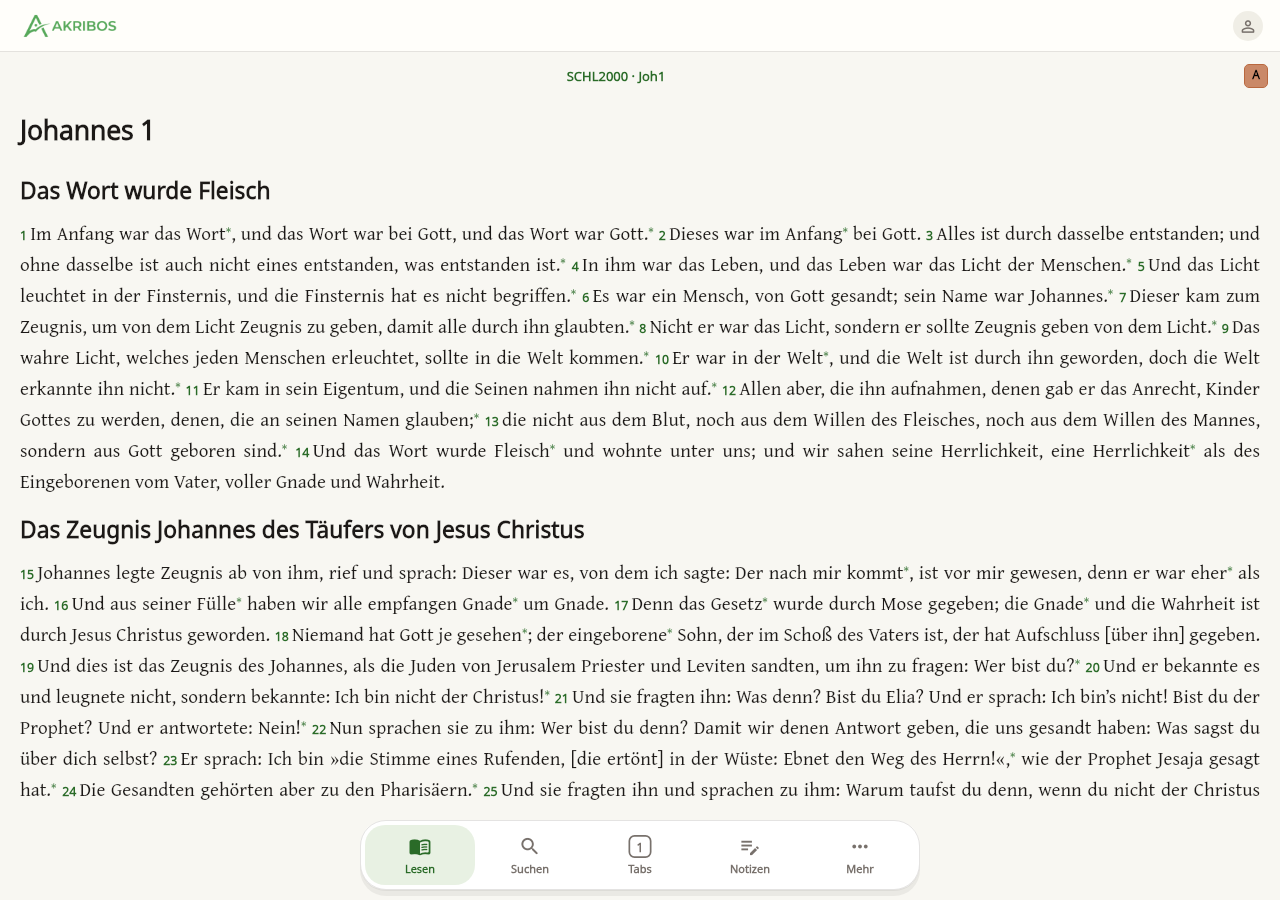 AKRIBOS
SCHL2000 · Joh1
A
Johannes 1
Das Wort wurde Fleisch
1 Im Anfang war das Wort*, und das Wort war bei Gott, und das Wort war Gott.* 2 Dieses war im Anfang* bei Gott. 3 Alles ist durch dasselbe entstanden; und
ohne dasselbe ist auch nicht eines entstanden, was entstanden ist.* 4 In ihm war das Leben, und das Leben war das Licht der Menschen.* 5 Und das Licht
leuchtet in der Finsternis, und die Finsternis hat es nicht begriffen.* 6 Es war ein Mensch, von Gott gesandt; sein Name war Johannes.* 7 Dieser kam zum
Zeugnis, um von dem Licht Zeugnis zu geben, damit alle durch ihn glaubten.* 8 Nicht er war das Licht, sondern er sollte Zeugnis geben von dem Licht.* 9 Das
wahre Licht, welches jeden Menschen erleuchtet, sollte in die Welt kommen.* 10 Er war in der Welt*, und die Welt ist durch ihn geworden, doch die Welt
erkannte ihn nicht.* 11 Er kam in sein Eigentum, und die Seinen nahmen ihn nicht auf.* 12 Allen aber, die ihn aufnahmen, denen gab er das Anrecht, Kinder
Gottes zu werden, denen, die an seinen Namen glauben;* 13 die nicht aus dem Blut, noch aus dem Willen des Fleisches, noch aus dem Willen des Mannes,
sondern aus Gott geboren sind.* 14 Und das Wort wurde Fleisch* und wohnte unter uns; und wir sahen seine Herrlichkeit, eine Herrlichkeit* als des
Eingeborenen vom Vater, voller Gnade und Wahrheit.
Das Zeugnis Johannes des Täufers von Jesus Christus
15 Johannes legte Zeugnis ab von ihm, rief und sprach: Dieser war es, von dem ich sagte: Der nach mir kommt*, ist vor mir gewesen, denn er war eher* als
ich. 16 Und aus seiner Fülle* haben wir alle empfangen Gnade* um Gnade. 17 Denn das Gesetz* wurde durch Mose gegeben; die Gnade* und die Wahrheit ist
durch Jesus Christus geworden. 18 Niemand hat Gott je gesehen*; der eingeborene* Sohn, der im Schoß des Vaters ist, der hat Aufschluss [über ihn] gegeben.
19 Und dies ist das Zeugnis des Johannes, als die Juden von Jerusalem Priester und Leviten sandten, um ihn zu fragen: Wer bist du?* 20 Und er bekannte es
und leugnete nicht, sondern bekannte: Ich bin nicht der Christus!* 21 Und sie fragten ihn: Was denn? Bist du Elia? Und er sprach: Ich bin’s nicht! Bist du der
Prophet? Und er antwortete: Nein!* 22 Nun sprachen sie zu ihm: Wer bist du denn? Damit wir denen Antwort geben, die uns gesandt haben: Was sagst du
über dich selbst? 23 Er sprach: Ich bin »die Stimme eines Rufenden, [die ertönt] in der Wüste: Ebnet den Weg des Herrn!«,* wie der Prophet Jesaja gesagt
hat.* 24 Die Gesandten gehörten aber zu den Pharisäern.* 25 Und sie fragten ihn und sprachen zu ihm: Warum taufst du denn, wenn du nicht der Christus
1
Lesen Suchen Tabs Notizen Mehr